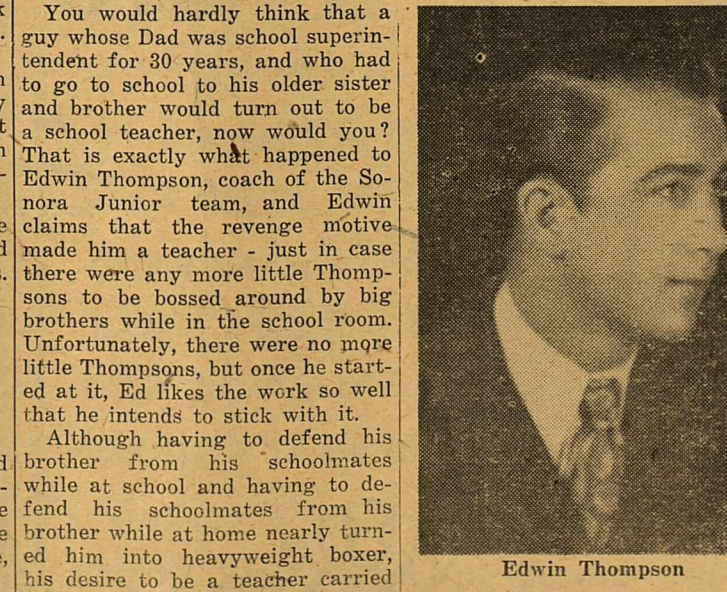 You would hardly think that a
guy whose Dad was school superin-
tendent for 30 years, and who had
to go to school to his older sister
and brother would turn out to be
a school teacher, now would you?
That is exactly what happened to
Edwin Thompson, coach of the So-
nora Junior team, and Edwin
claims that the revenge motive
made him a teacher - just in case
there were any more little Thomp-
sons to be bossed around by big
brothers while in the school room.
Unfortunately, there were no more
little Thompsons, but once he start-
ed at it, Ed likes the work so well
that he intends to stick with it.
Although having to defend his
brother from his schoolmates
while at school and having to de-
fend his schoolmates from his
brother while at home nearly turn-
ed him into heavyweight boxer,
his desire to be a teacher carried
Edwin Thompson